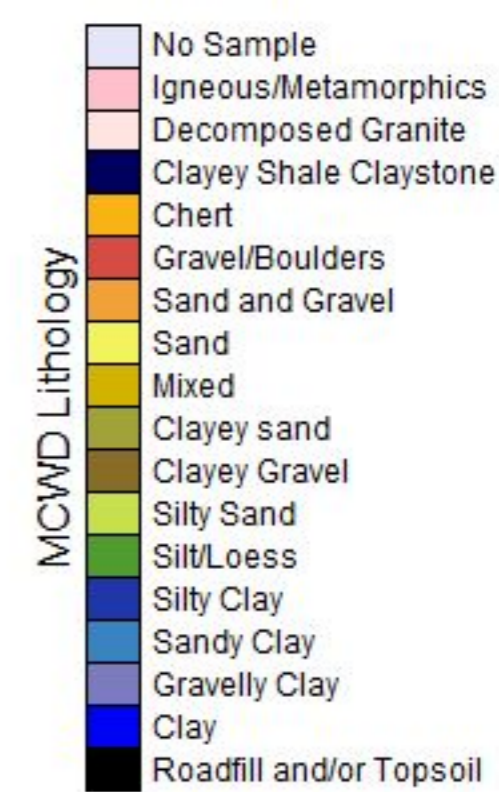 MCWD Lithology
No Sample
Igneous/Metamorphics
Decomposed Granite
Clayey Shale Claystone
Chert
Gravel/Boulders
Sand and Gravel
Sand
Mixed
Clayey sand
Clayey Gravel
Silty Sand
Silt/Loess
Silty Clay
Sandy Clay
Gravelly Clay
Clay
Roadfill and/or Topsoil